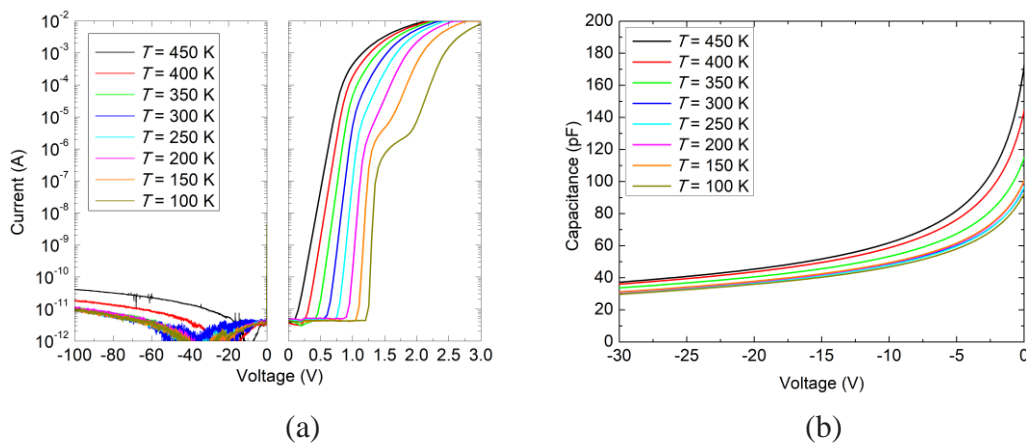 10⁻²
10⁻³
10⁻⁴
10⁻⁵
10⁻⁶
10⁻⁷
10⁻⁸
10⁻⁹
10⁻¹⁰
10⁻¹¹
10⁻¹²
Current (A)
T = 450 K
T = 400 K
T = 350 K
T = 300 K
T = 250 K
T = 200 K
T = 150 K
T = 100 K
-100 -80 -60 -40 -20 0 0 0.5 1.0 1.5 2.0 2.5 3.0
Voltage (V)
(a)
200
180
160
140
120
100
80
60
40
20
0
Capacitance (pF)
T = 450 K
T = 400 K
T = 350 K
T = 300 K
T = 250 K
T = 200 K
T = 150 K
T = 100 K
-30 -25 -20 -15 -10 -5 0
Voltage (V)
(b)